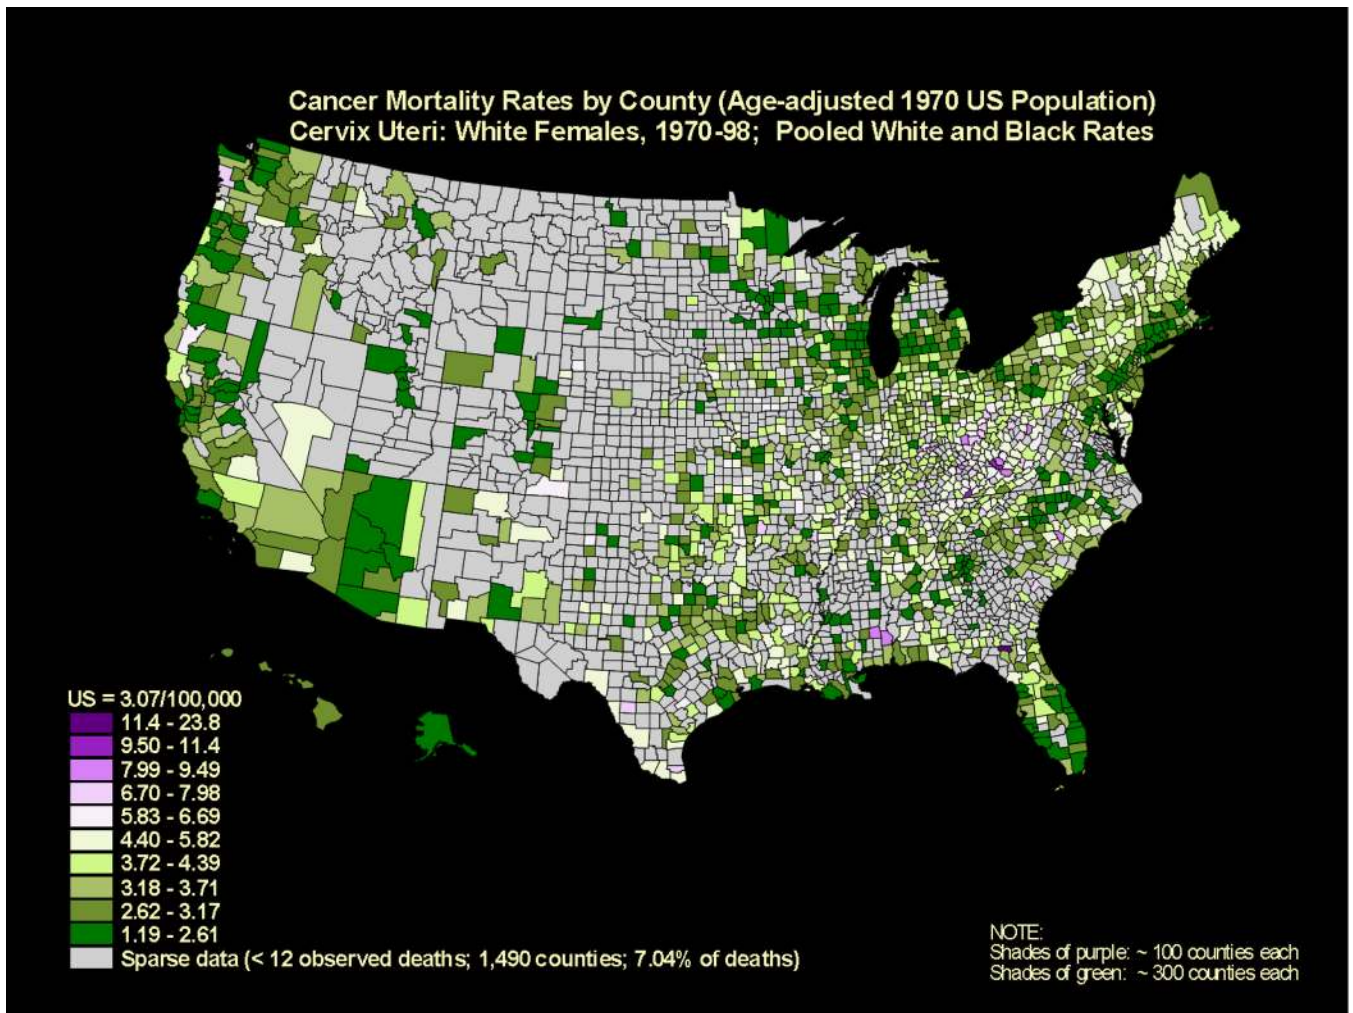 Cancer Mortality Rates by County (Age-adjusted 1970 US Population)
Cervix Uteri: White Females, 1970-98; Pooled White and Black Rates
US = 3.07/100,000
11.4 - 23.8
9.50 - 11.4
7.99 - 9.49
6.70 - 7.98
5.83 - 6.69
4.40 - 5.82
3.72 - 4.39
3.18 - 3.71
2.62 - 3.17
1.19 - 2.61
Sparse data (< 12 observed deaths; 1,490 counties; 7.04% of deaths)
NOTE:
Shades of purple: ~ 100 counties each
Shades of green: ~ 300 counties each